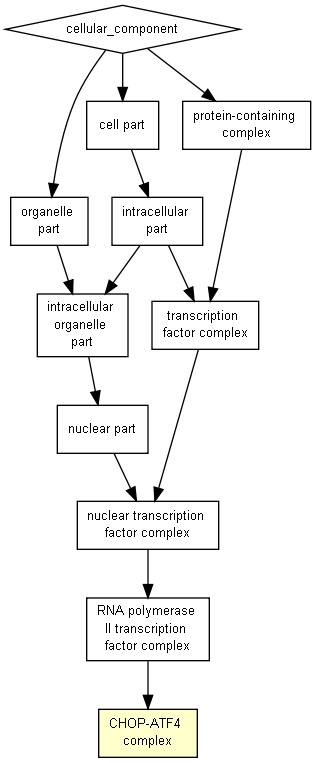 cellular_component
cell part
protein-containing
complex
organelle
part
intracellular
part
intracellular
organelle
part
transcription
factor complex
nuclear part
nuclear transcription
factor complex
RNA polymerase
II transcription
factor complex
CHOP-ATF4
complex